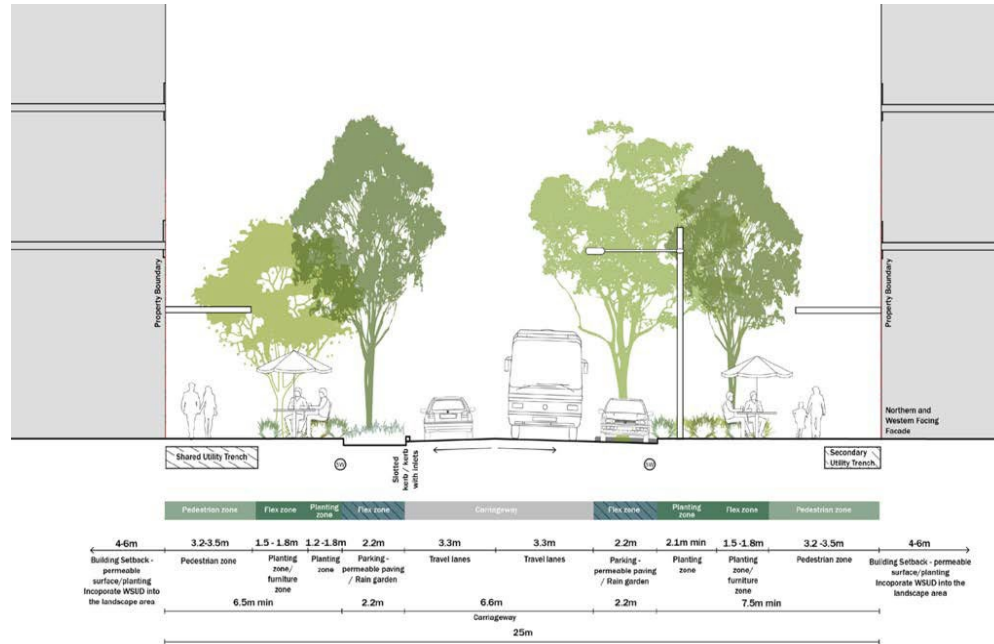 Property Boundary
Property Boundary
Northern and
Western Facing
Facade
Shared Utility Trench
SW
Slotted
kerb / kerb
with inlets
SW
Secondary
Utility Trench
Pedestrian zone
Flex zone
Planting
zone
Flex zone
Carriageway
Flex zone
Planting
zone
Flex zone
Pedestrian zone
4-6m
3.2-3.5m
1.5 - 1.8m
1.2-1.8m
2.2m
3.3m
3.3m
2.2m
2.1m min
1.5-1.8m
3.2 -3.5m
4-6m
Building Setback -
permeable
surface/planting
Incoporate WSUD into
the landscape area
Pedestrian zone
Planting
zone/
furniture
zone
Planting
zone
Parking -
permeable paving
/ Rain garden
Travel lanes
Travel lanes
Parking -
permeable paving
/ Rain garden
Planting
zone
Planting
zone/
furniture
zone
Pedestrian zone
Building Setback - permeable
surface/planting
Incoporate WSUD into the
landscape area
6.5m min
2.2m
6.6m
2.2m
7.5m min
Carriageway
25m